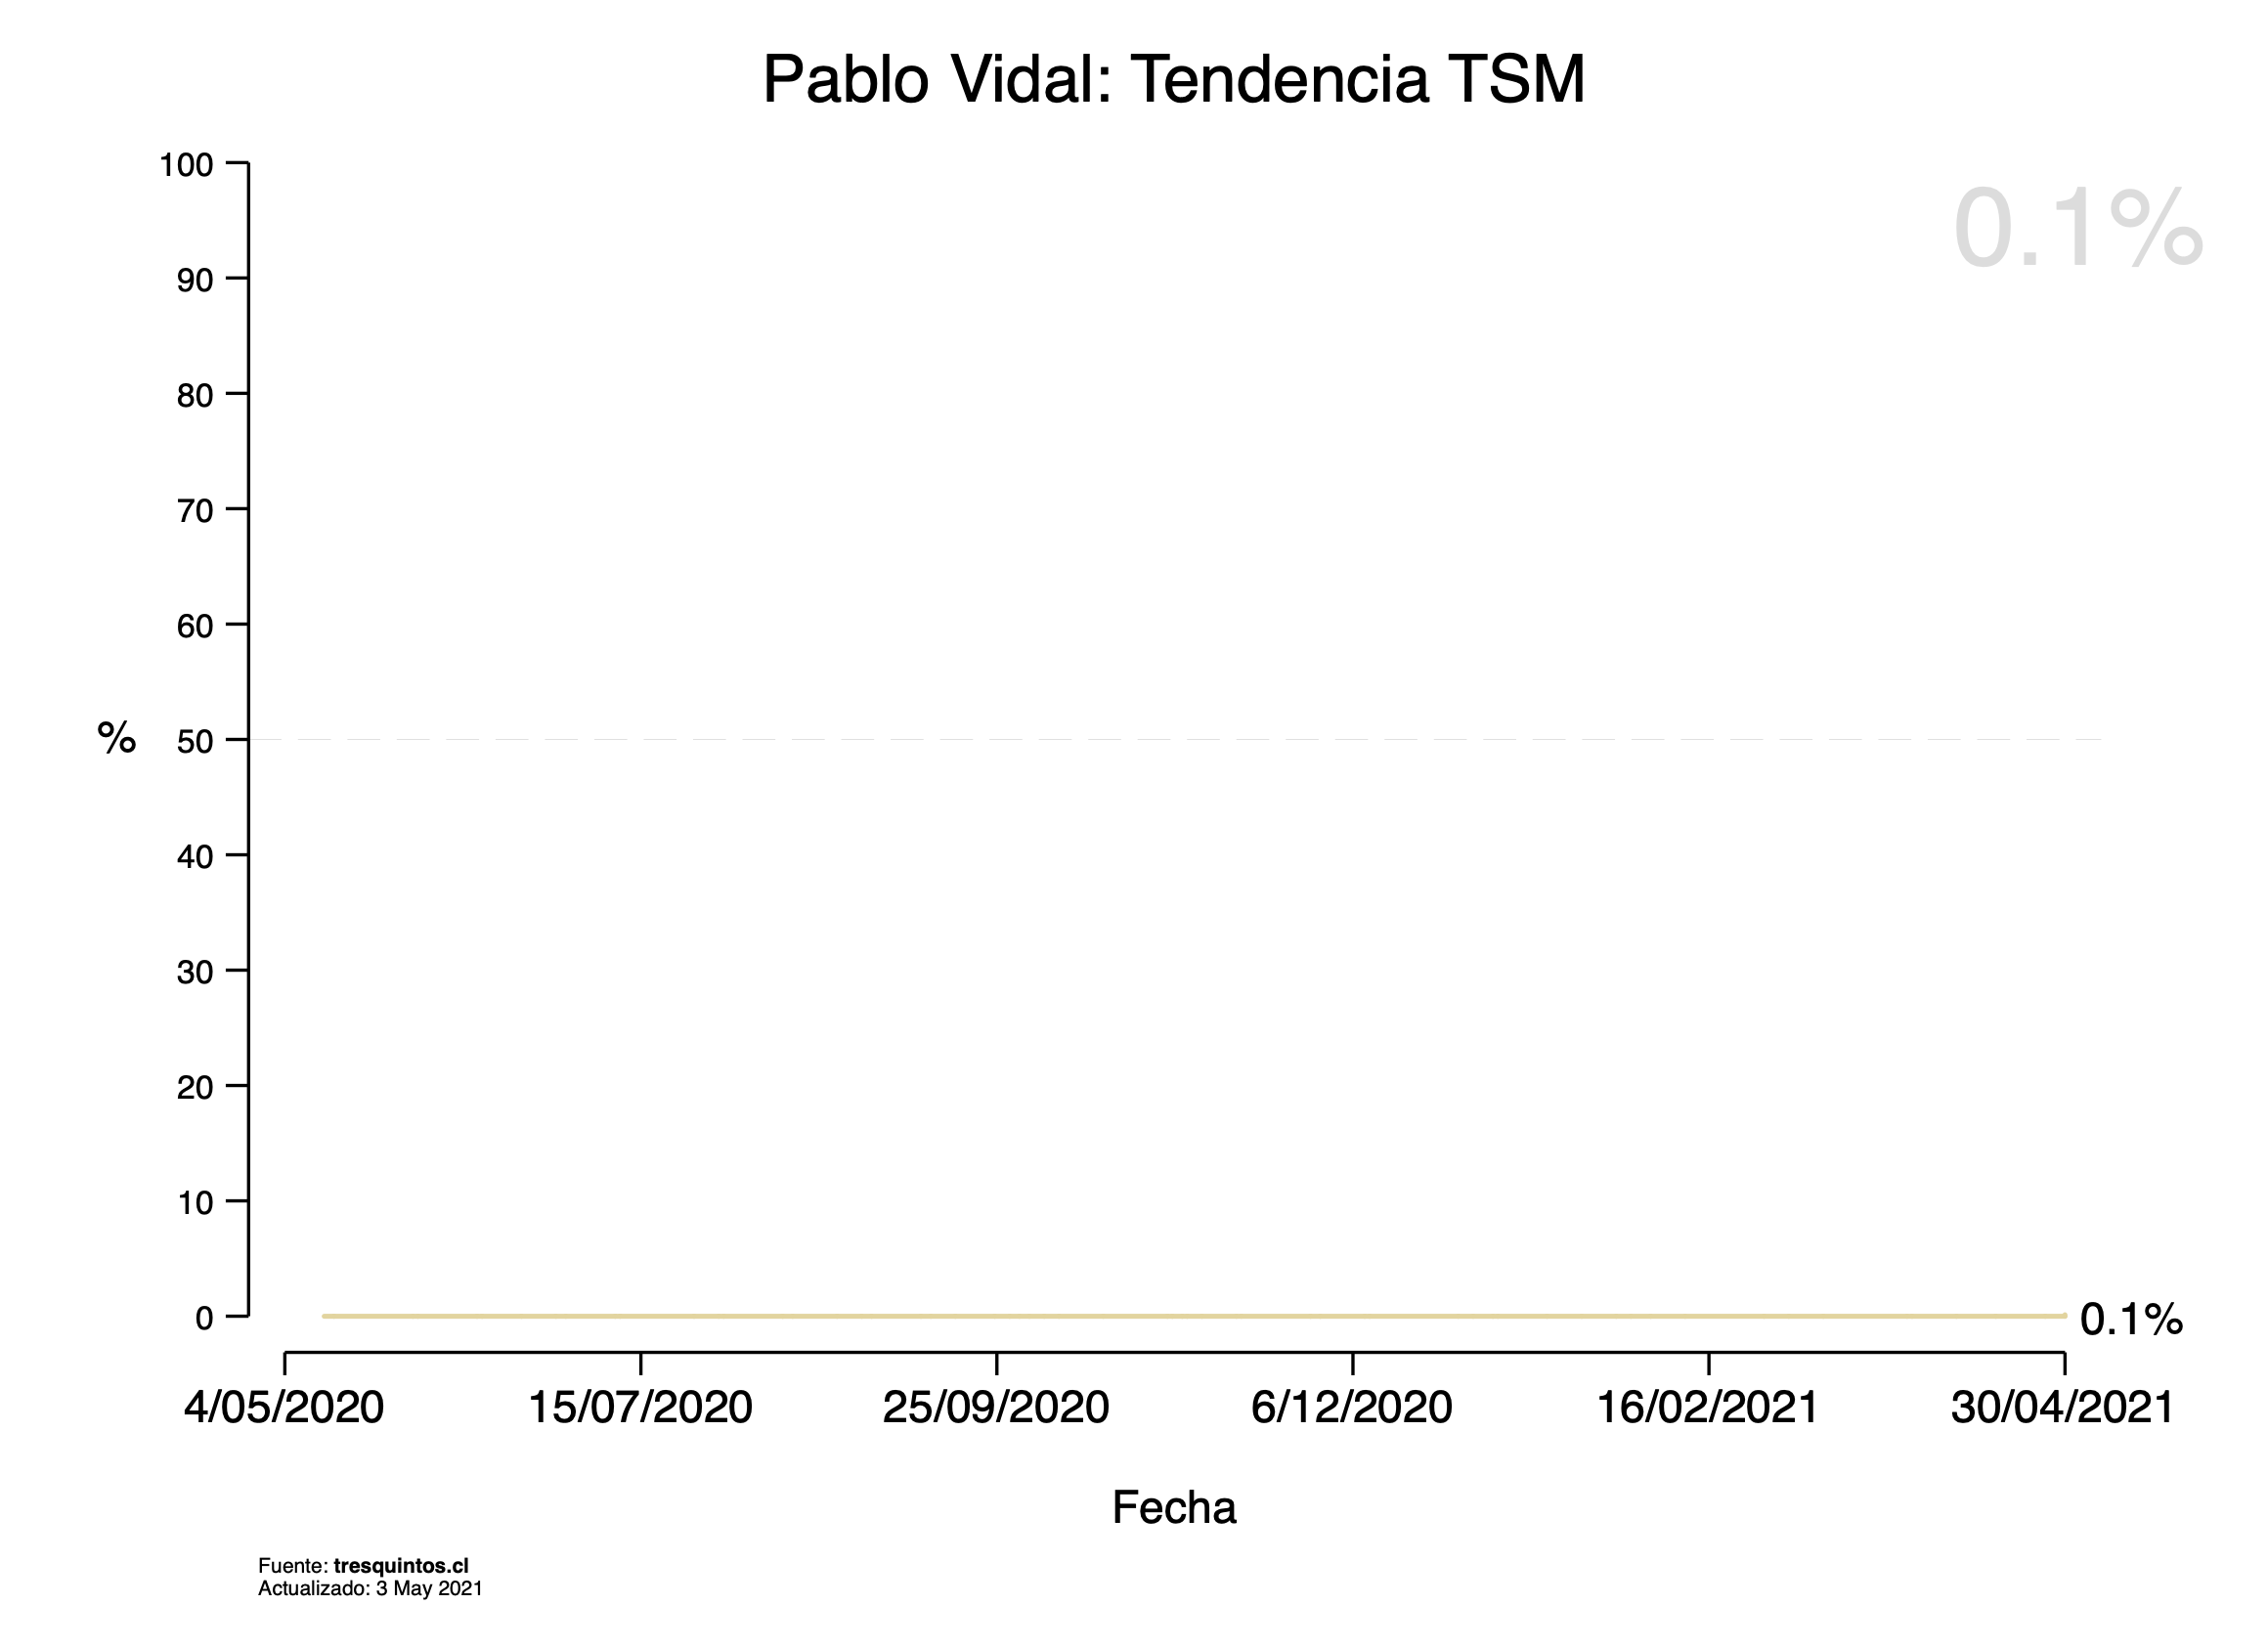 Pablo Vidal: Tendencia TSM
0.1%
100
90
80
70
60
50
40
30
20
10
0
%
0.1%
4/05/2020 15/07/2020 25/09/2020 6/12/2020 16/02/2021 30/04/2021
Fecha
Fuente: tresquintos.cl
Actualizado: 3 May 2021